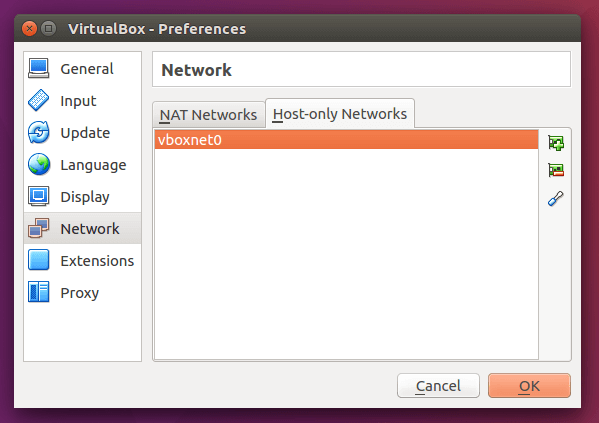 VirtualBox - Preferences
General
Input
Update
Language
Display
Network
Extensions
Proxy
Network
NAT Networks
Host-only Networks
vboxnet0
Cancel
OK